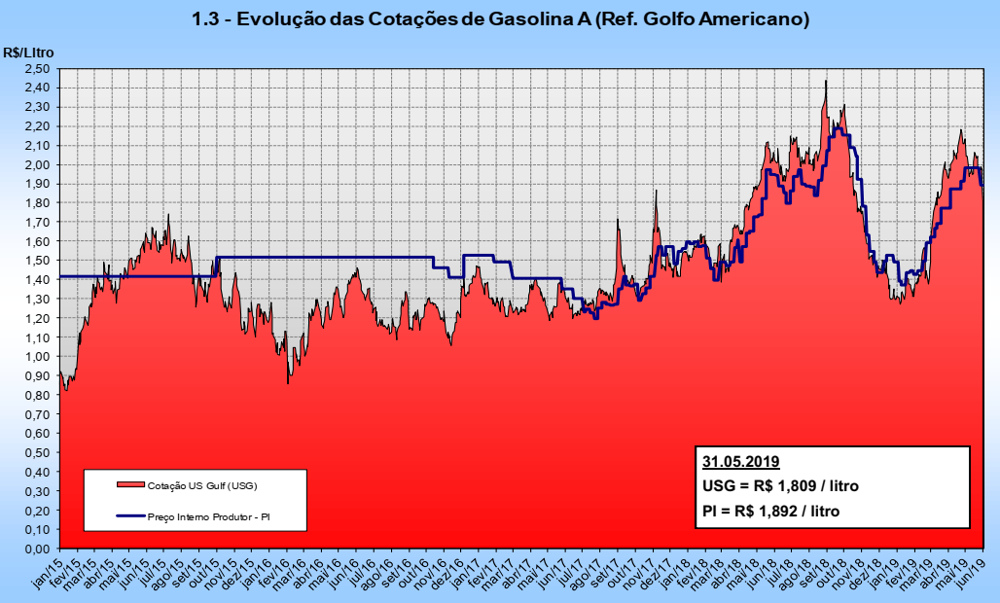 1.3 - Evolução das Cotações de Gasolina A (Ref. Golfo Americano)
R$/Litro
2,50
2,40
2,30
2,20
2,10
2,00
1,90
1,80
1,70
1,60
1,50
1,40
1,30
1,20
1,10
1,00
0,90
0,80
0,70
0,60
0,50
0,40
0,30
0,20
0,10
0,00
Cotação US Gulf (USG)
Preço Interno Produtor - PI
31.05.2019
USG = R$ 1,809 / litro
PI = R$ 1,892 / litro
jan/15
fev/15
mar/15
abr/15
mai/15
jun/15
jul/15
ago/15
set/15
out/15
nov/15
dez/15
jan/16
fev/16
mar/16
abr/16
mai/16
jun/16
jul/16
ago/16
set/16
out/16
nov/16
dez/16
jan/17
fev/17
mar/17
abr/17
mai/17
jun/17
jul/17
ago/17
set/17
out/17
nov/17
dez/17
jan/18
fev/18
mar/18
abr/18
mai/18
jun/18
jul/18
ago/18
set/18
out/18
nov/18
dez/18
jan/19
fev/19
mar/19
abr/19
mai/19
jun/19